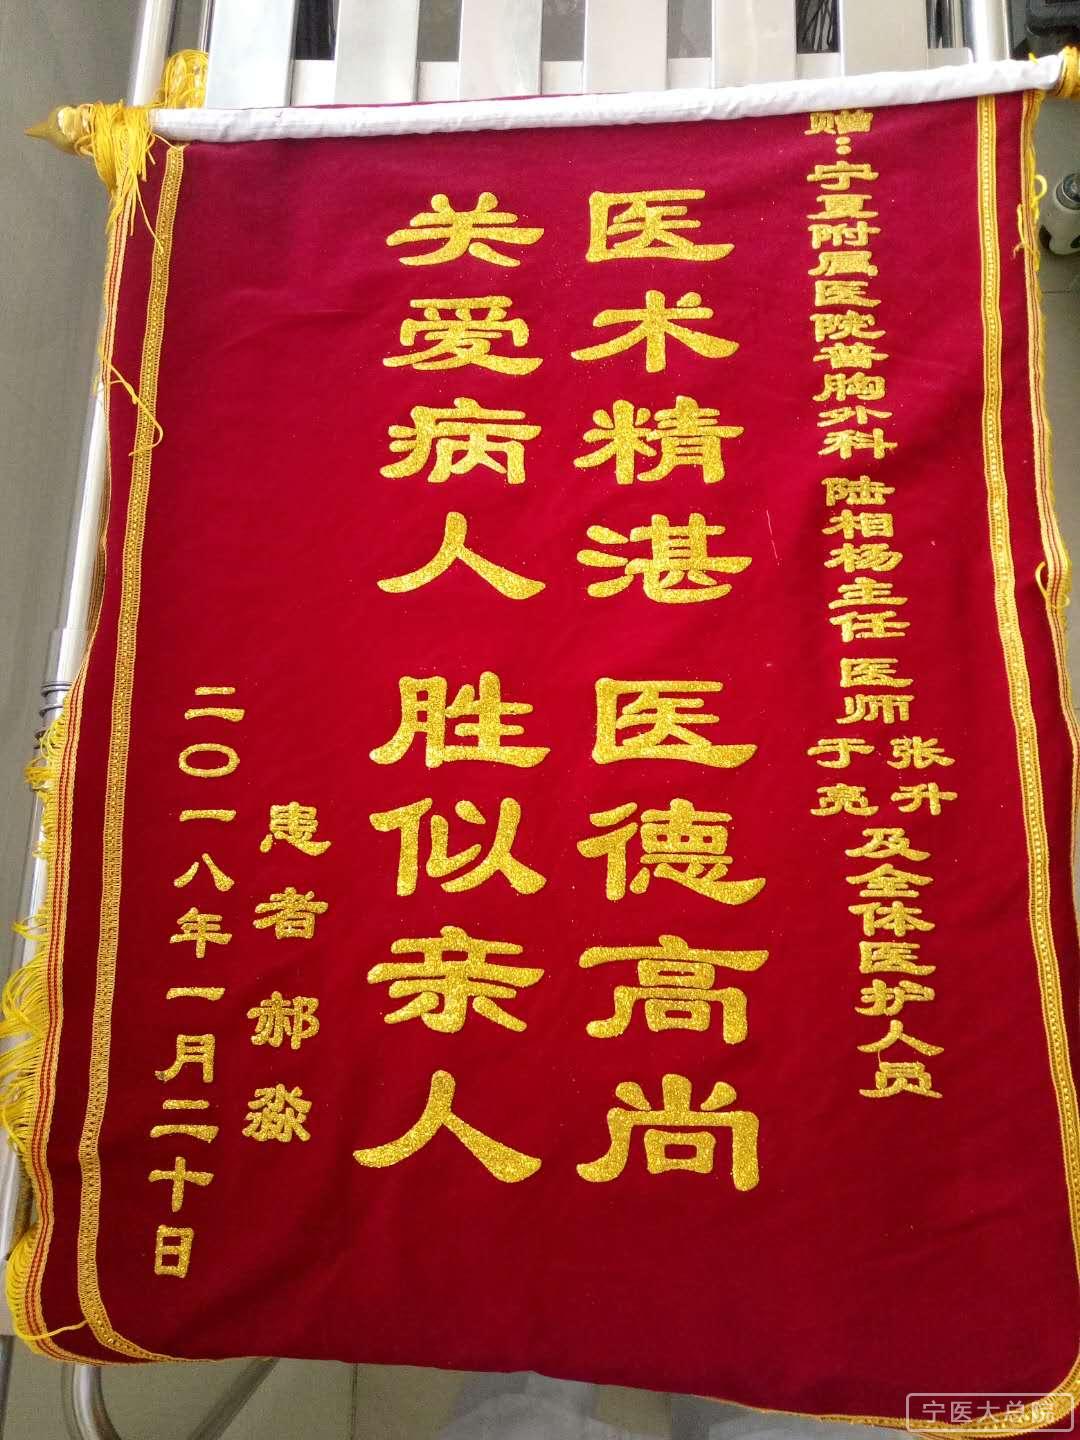 赠：宁夏附属医院普胸外科 陆相杨主任 医师 张升 于亮 及全体医护人员
医术精湛 医德高尚
关爱病人 胜似亲人
患者 郝淼
二〇一八年一月二十日
宁医大总院